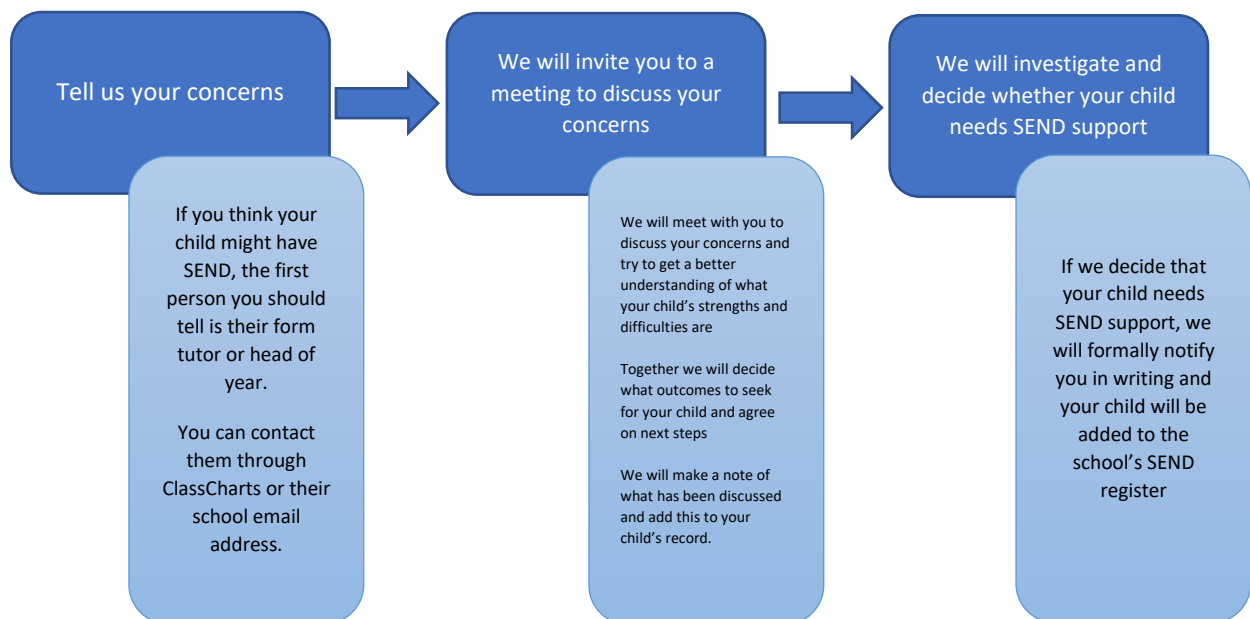 Tell us your concerns
If you think your
child might have
SEND, the first
person you should
tell is their form
tutor or head of
year.
You can contact
them through
ClassCharts or their
school email
address.
We will invite you to a
meeting to discuss your
concerns
We will meet with you to
discuss your concerns and
try to get a better
understanding of what
your child’s strengths and
difficulties are
Together we will decide
what outcomes to seek
for your child and agree
on next steps
We will make a note of
what has been discussed
and add this to your
child’s record.
We will investigate and
decide whether your child
needs SEND support
If we decide that
your child needs
SEND support, we
will formally notify
you in writing and
your child will be
added to the
school’s SEND
register